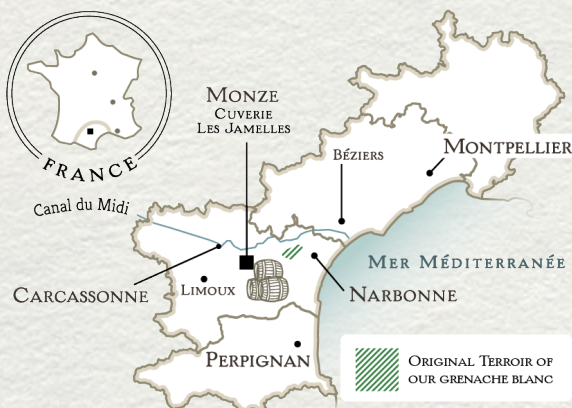 FRANCE
Canal du Midi
MONZE
CUVERIE
LES JAMELLES
BÉZIERS
MONTPELLIER
MER MÉDITERRANÉE
CARCASSONNE
LIMOUX
NARBONNE
PERPIGNAN
ORIGINAL TERROIR OF
OUR GRENACHE BLANC